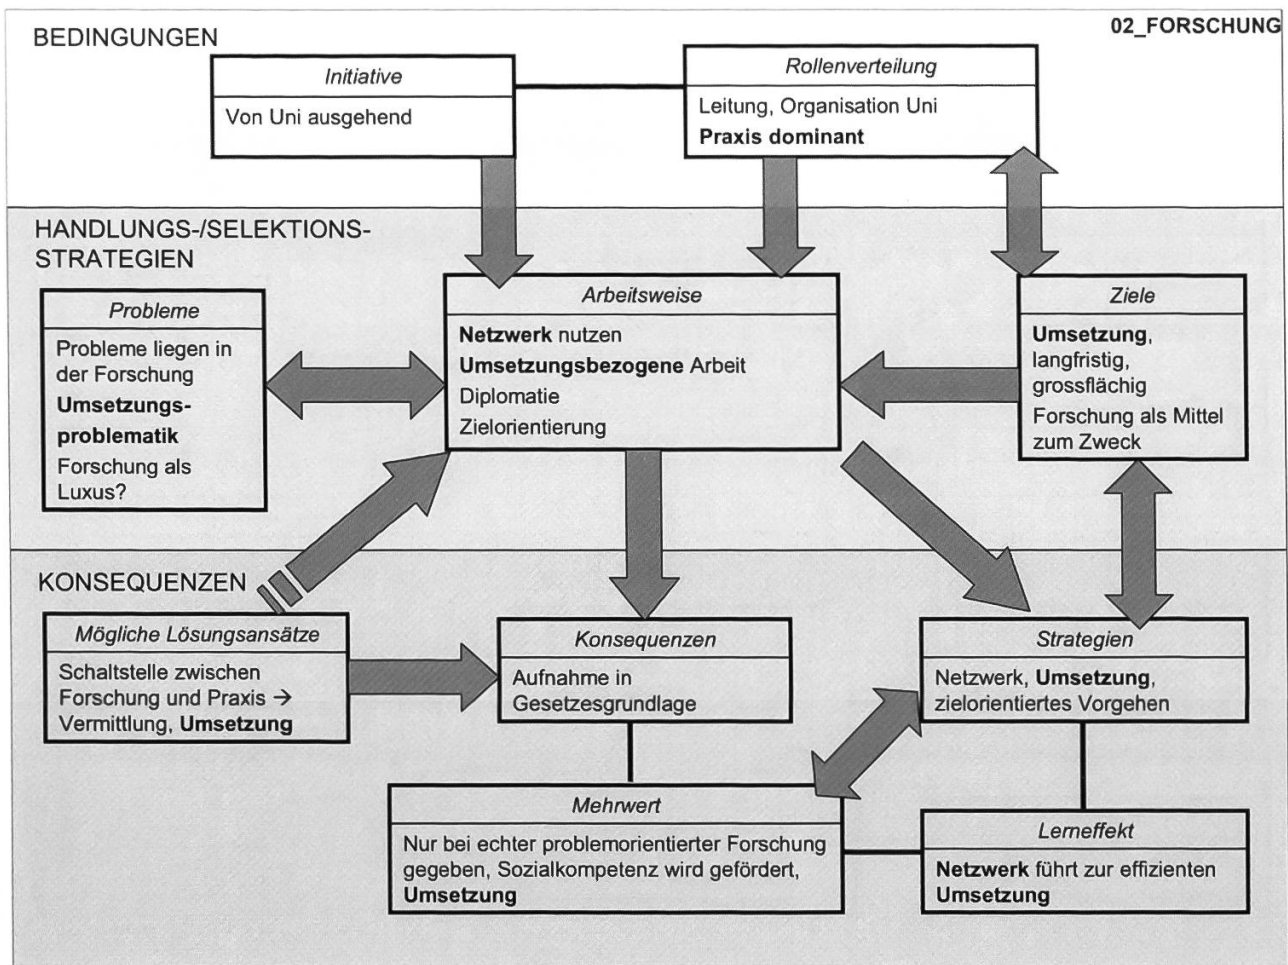 BEDINGUNGEN
02_FORSCHUNG
Initiative
Von Uni ausgehend
Rollenverteilung
Leitung, Organisation Uni
Praxis dominant
HANDLUNGS-/SELEKTIONS-
STRATEGIEN
Probleme
Probleme liegen in
der Forschung
Umsetzungs-
problematik
Forschung als
Luxus?
Arbeitsweise
Netzwerk nutzen
Umsetzungsbezogene Arbeit
Diplomatie
Zielorientierung
Ziele
Umsetzung,
langfristig,
grossflächig
Forschung als Mittel
zum Zweck
KONSEQUENZEN
Mögliche Lösungsansätze
Schaltstelle zwischen
Forschung und Praxis →
Vermittlung, Umsetzung
Konsequenzen
Aufnahme in
Gesetzesgrundlage
Strategien
Netzwerk, Umsetzung,
zielorientiertes Vorgehen
Mehrwert
Nur bei echter problemorientierter Forschung
gegeben, Sozialkompetenz wird gefördert,
Umsetzung
Lerneffekt
Netzwerk führt zur effizienten
Umsetzung